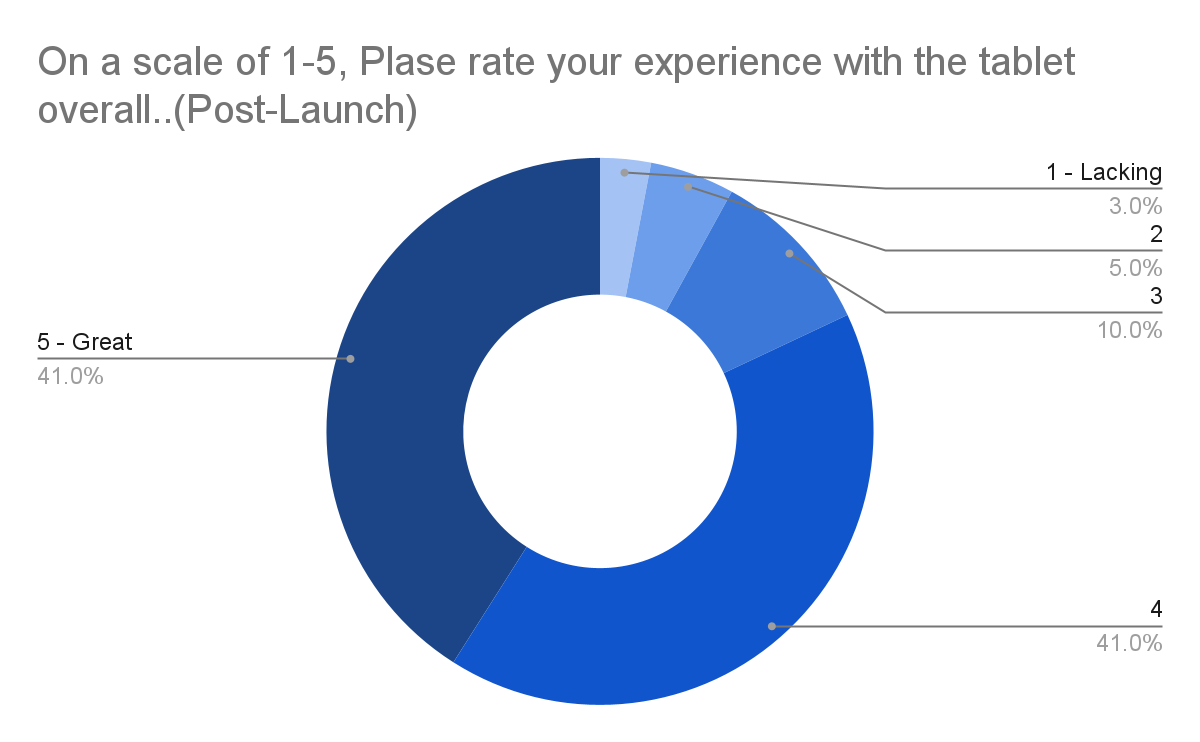 On a scale of 1-5, Plase rate your experience with the tablet
overall..(Post-Launch)
1 - Lacking
3.0%
2
5.0%
3
10.0%
5 - Great
41.0%
4
41.0%